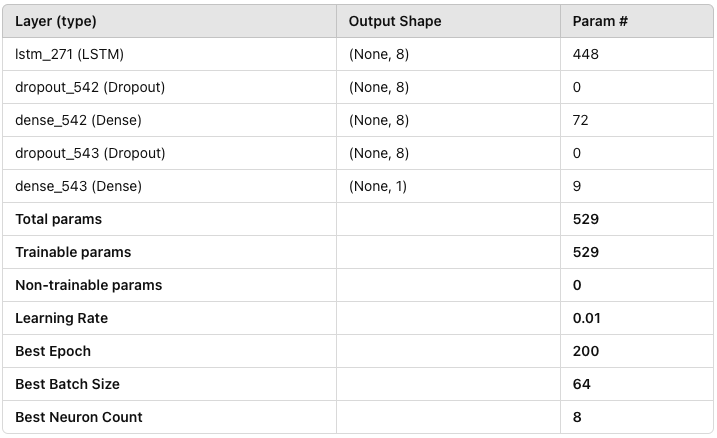 Layer (type) Output Shape Param #
lstm_271 (LSTM) (None, 8) 448
dropout_542 (Dropout) (None, 8) 0
dense_542 (Dense) (None, 8) 72
dropout_543 (Dropout) (None, 8) 0
dense_543 (Dense) (None, 1) 9
Total params 529
Trainable params 529
Non-trainable params 0
Learning Rate 0.01
Best Epoch 200
Best Batch Size 64
Best Neuron Count 8